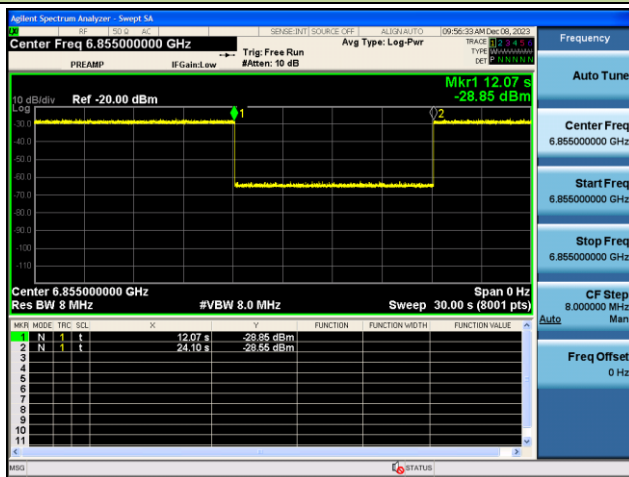 Agilent Spectrum Analyzer - Swept SA
RF 50 Ω AC SENSE:INT SOURCE OFF ALIGN AUTO 09:56:33 AM Dec 08, 2023
Center Freq 6.855000000 GHz
PREAMP IFGain:Low
Trig: Free Run
#Atten: 10 dB
Avg Type: Log-Pwr
TRACE 1 2 3 4 5 6
TYPE
DET P N N N N N
Mkr1 12.07 s
-28.85 dBm
10 dB/div Ref -20.00 dBm
Log
1
2
-30.0
-40.0
-50.0
-60.0
-70.0
-80.0
-90.0
-100
-110
Center 6.855000000 GHz Span 0 Hz
Res BW 8 MHz #VBW 8.0 MHz Sweep 30.00 s (8001 pts)
MKR MODE TRC SCL X Y FUNCTION FUNCTION WIDTH FUNCTION VALUE
1 N 1 t 12.07 s -28.85 dBm
2 N 1 t 24.10 s -28.55 dBm
3
4
5
6
7
8
9
10
11
MSG STATUS
Frequency
Auto Tune
Center Freq
6.855000000 GHz
Start Freq
6.855000000 GHz
Stop Freq
6.855000000 GHz
CF Step
8.000000 MHz
Auto Man
Freq Offset
0 Hz